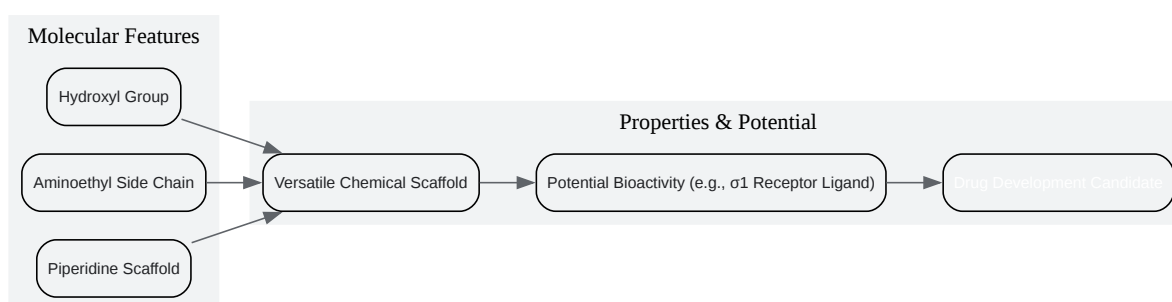 Molecular Features
Hydroxyl Group
Aminoethyl Side Chain
Piperidine Scaffold
Properties & Potential
Versatile Chemical Scaffold
Potential Bioactivity (e.g., σ1 Receptor Ligand)
Drug Development Candidate